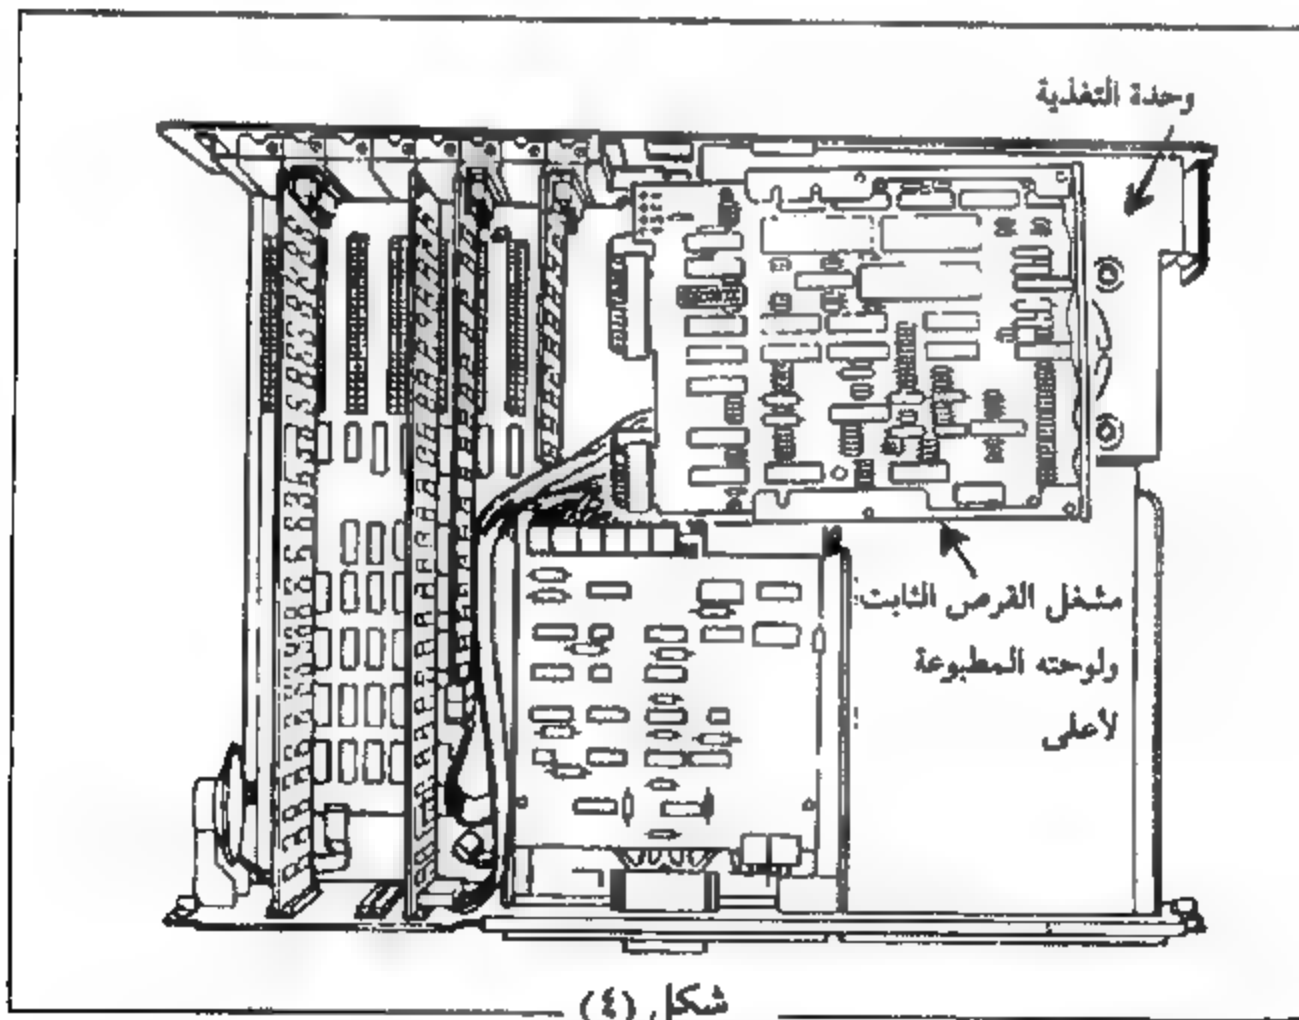 وحدة التغذية
مشغل القرص الثابت
ولوحته المطبوعة
لأعلى
شكل (٤)